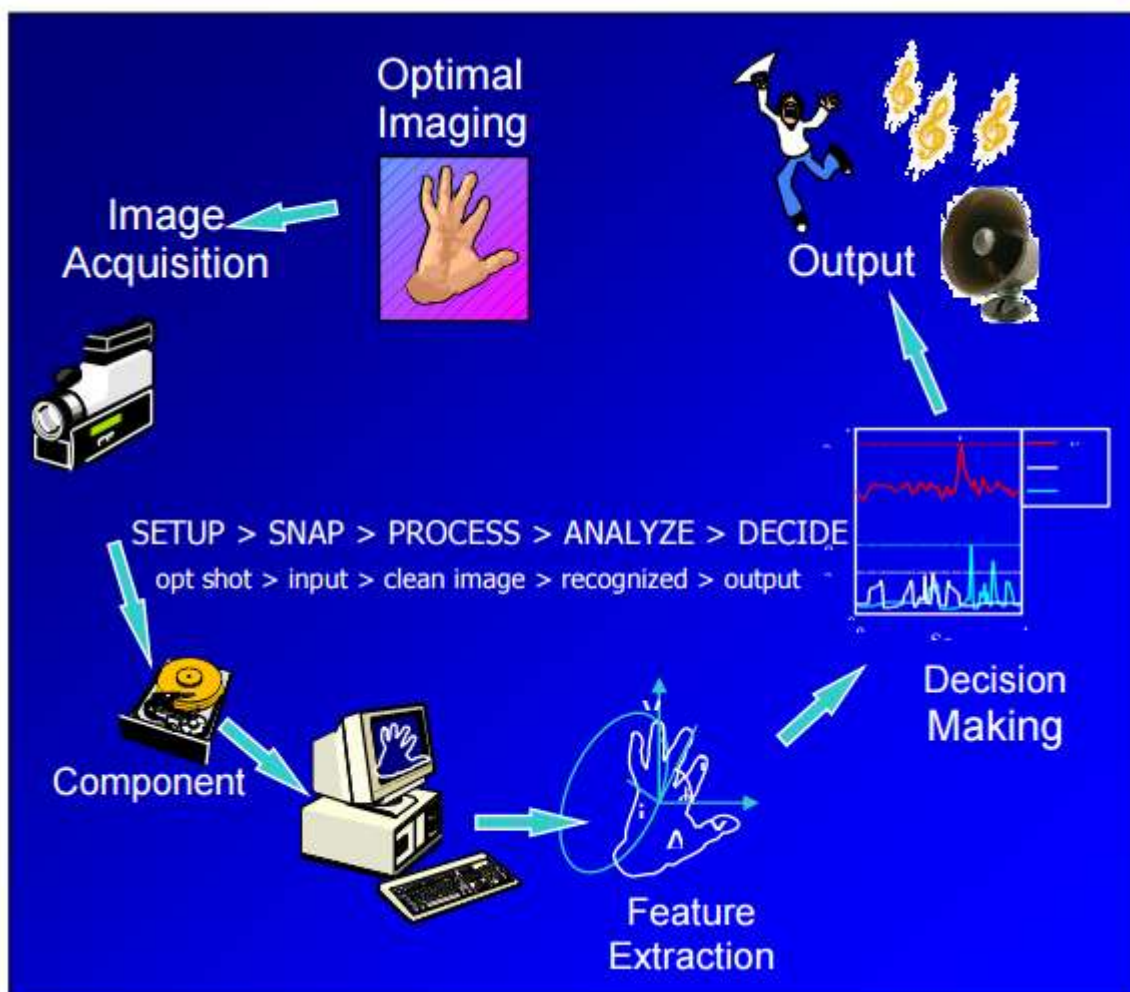 Optimal
Imaging
Image
Acquisition
Output
SETUP > SNAP > PROCESS > ANALYZE > DECIDE
opt shot > input > clean image > recognized > output
Component
Decision
Making
Feature
Extraction